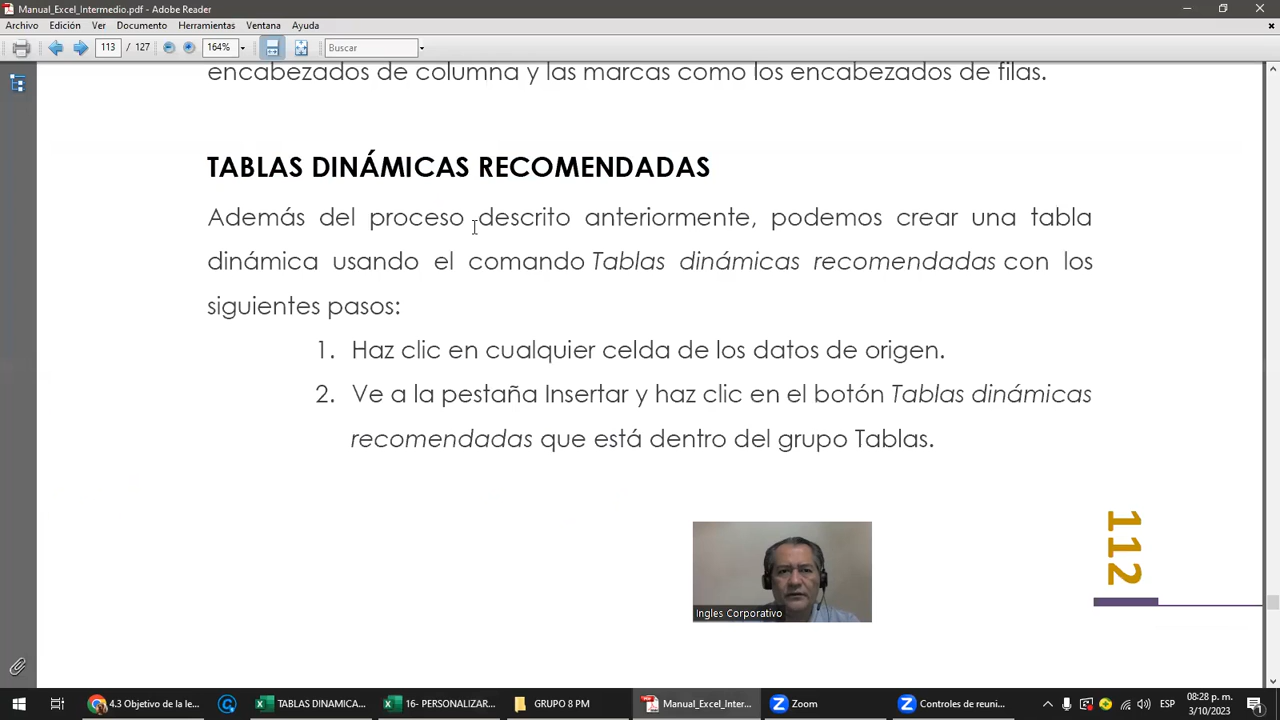 Manual_Excel_Intermedio.pdf - Adobe Reader
Archivo Edición Ver Documento Herramientas Ventana Ayuda
113 / 127 164% Buscar
encabezados de columna y las marcas como los encabezados de filas.
TABLAS DINÁMICAS RECOMENDADAS
Además del proceso descrito anteriormente, podemos crear una tabla
dinámica usando el comando Tablas dinámicas recomendadas con los
siguientes pasos:
1. Haz clic en cualquier celda de los datos de origen.
2. Ve a la pestaña Insertar y haz clic en el botón Tablas dinámicas
recomendadas que está dentro del grupo Tablas.
112
Ingles Corporativo
4.3 Objetivo de la le... TABLAS DINAMICA... 16- PERSONALIZAR... GRUPO 8 PM Manual_Excel_Inter... Zoom Controles de reuni... ESP 08:28 p. m.
3/10/2023